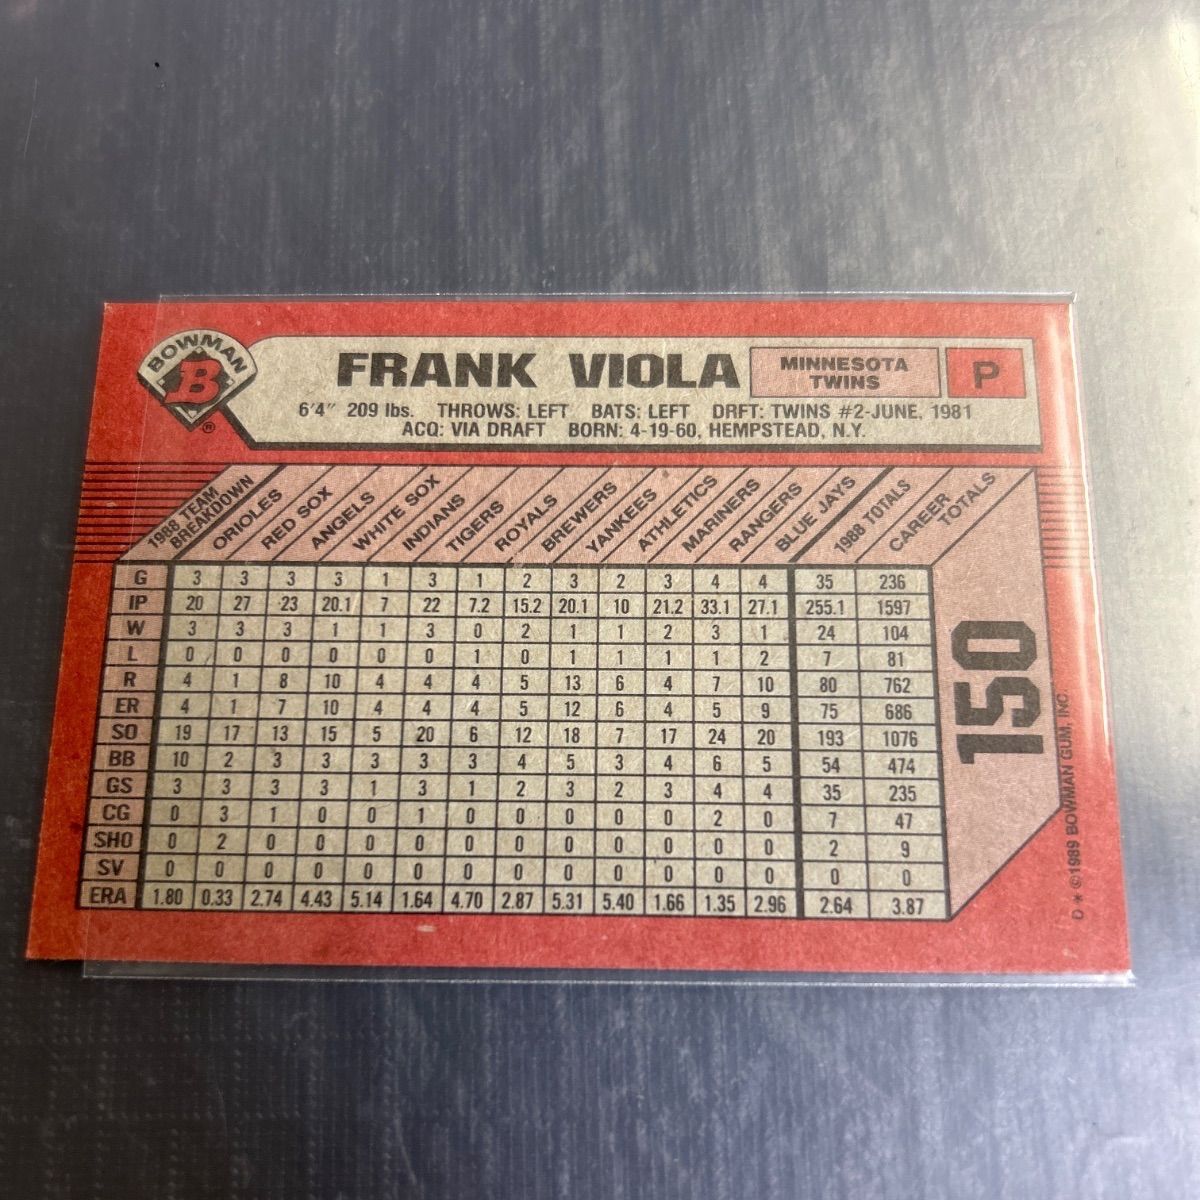 BOWMAN
B
®
FRANK VIOLA
MINNESOTA
TWINS
P
6'4" 209 lbs. THROWS: LEFT BATS: LEFT DRFT: TWINS #2-JUNE, 1981
ACQ: VIA DRAFT BORN: 4-19-60, HEMPSTEAD, N.Y.
1988 TEAM BREAKDOWN ORIOLES RED SOX ANGELS WHITE SOX INDIANS TIGERS ROYALS BREWERS YANKEES ATHLETICS MARINERS RANGERS BLUE JAYS 1988 TOTALS CAREER TOTALS
G 3 3 3 3 1 3 1 2 3 2 3 4 4 35 236
IP 20 27 23 20.1 7 22 7.2 15.2 20.1 10 21.2 33.1 27.1 255.1 1597
W 3 3 3 1 1 3 0 2 1 1 2 3 1 24 104
L 0 0 0 0 0 0 1 0 1 1 1 1 2 7 81
R 4 1 8 10 4 4 4 5 13 6 4 7 10 80 762
ER 4 1 7 10 4 4 4 5 12 6 4 5 9 75 686
SO 19 17 13 15 5 20 6 12 18 7 17 24 20 193 1076
BB 10 2 3 3 3 3 3 4 5 3 4 6 5 54 474
GS 3 3 3 3 1 3 1 2 3 2 3 4 4 35 235
CG 0 3 1 0 0 1 0 0 0 0 0 2 0 7 47
SHO 0 2 0 0 0 0 0 0 0 0 0 0 0 2 9
SV 0 0 0 0 0 0 0 0 0 0 0 0 0 0 0
ERA 1.80 0.33 2.74 4.43 5.14 1.64 4.70 2.87 5.31 5.40 1.66 1.35 2.96 2.64 3.87
150
D * ©1989 BOWMAN GUM, INC.